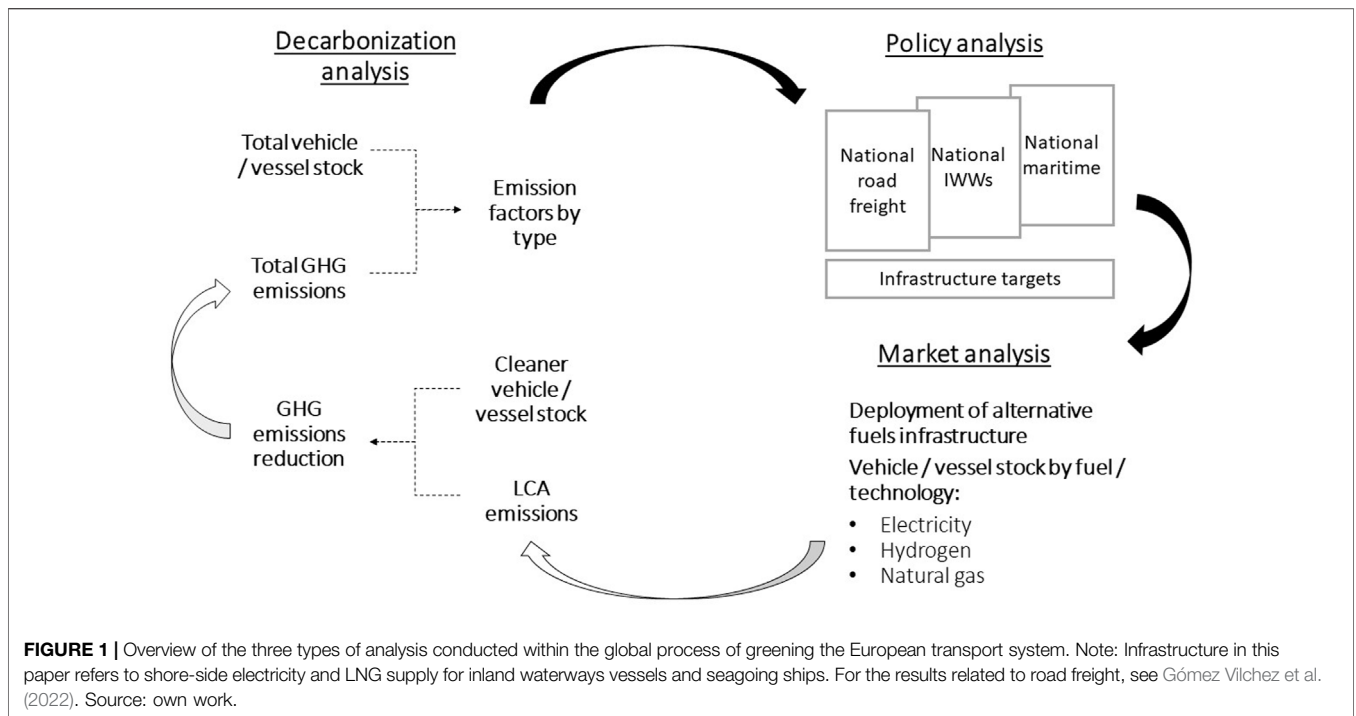 Decarbonization
analysis
Total vehicle
/ vessel stock
Emission
factors by
type
Total GHG
emissions
Cleaner
vehicle /
vessel stock
GHG
emissions
reduction
LCA
emissions
Policy analysis
National
road
freight
National
IWWs
National
maritime
Infrastructure targets
Market analysis
Deployment of alternative
fuels infrastructure
Vehicle / vessel stock by fuel /
technology:
• Electricity
• Hydrogen
• Natural gas
FIGURE 1 | Overview of the three types of analysis conducted within the global process of greening the European transport system. Note: Infrastructure in this
paper refers to shore-side electricity and LNG supply for inland waterways vessels and seagoing ships. For the results related to road freight, see Gómez Vilchez et al.
(2022). Source: own work.